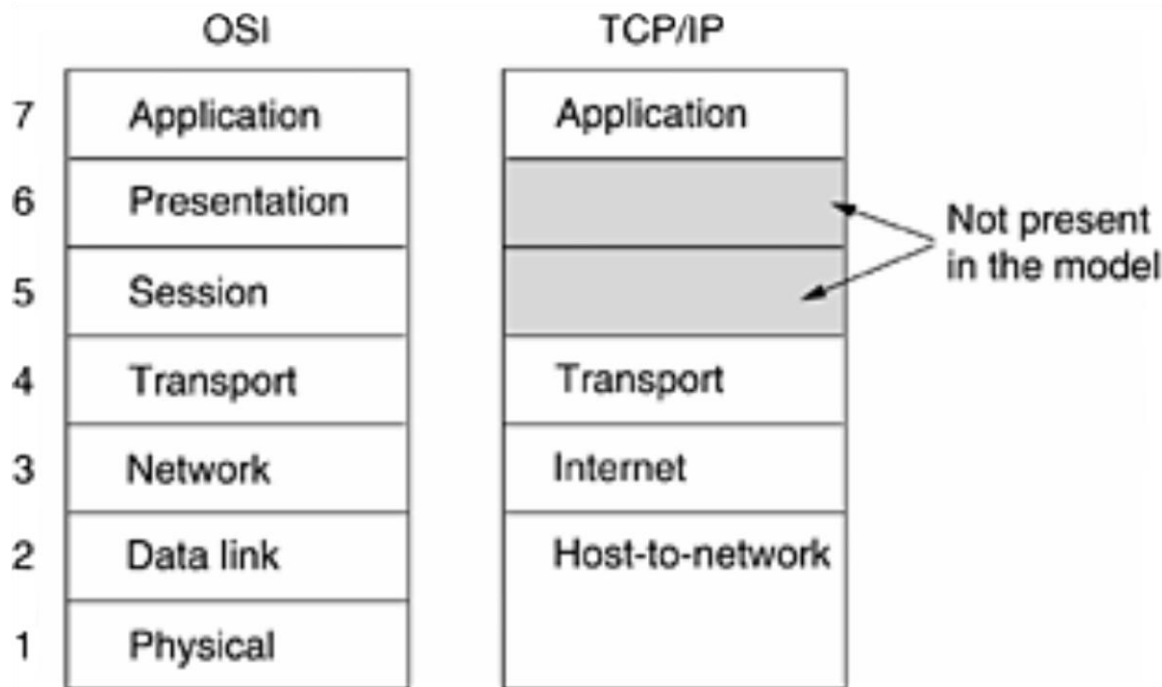 OSI TCP/IP
7 Application Application
6 Presentation
Not present
in the model
5 Session
4 Transport Transport
3 Network Internet
2 Data link Host-to-network
1 Physical